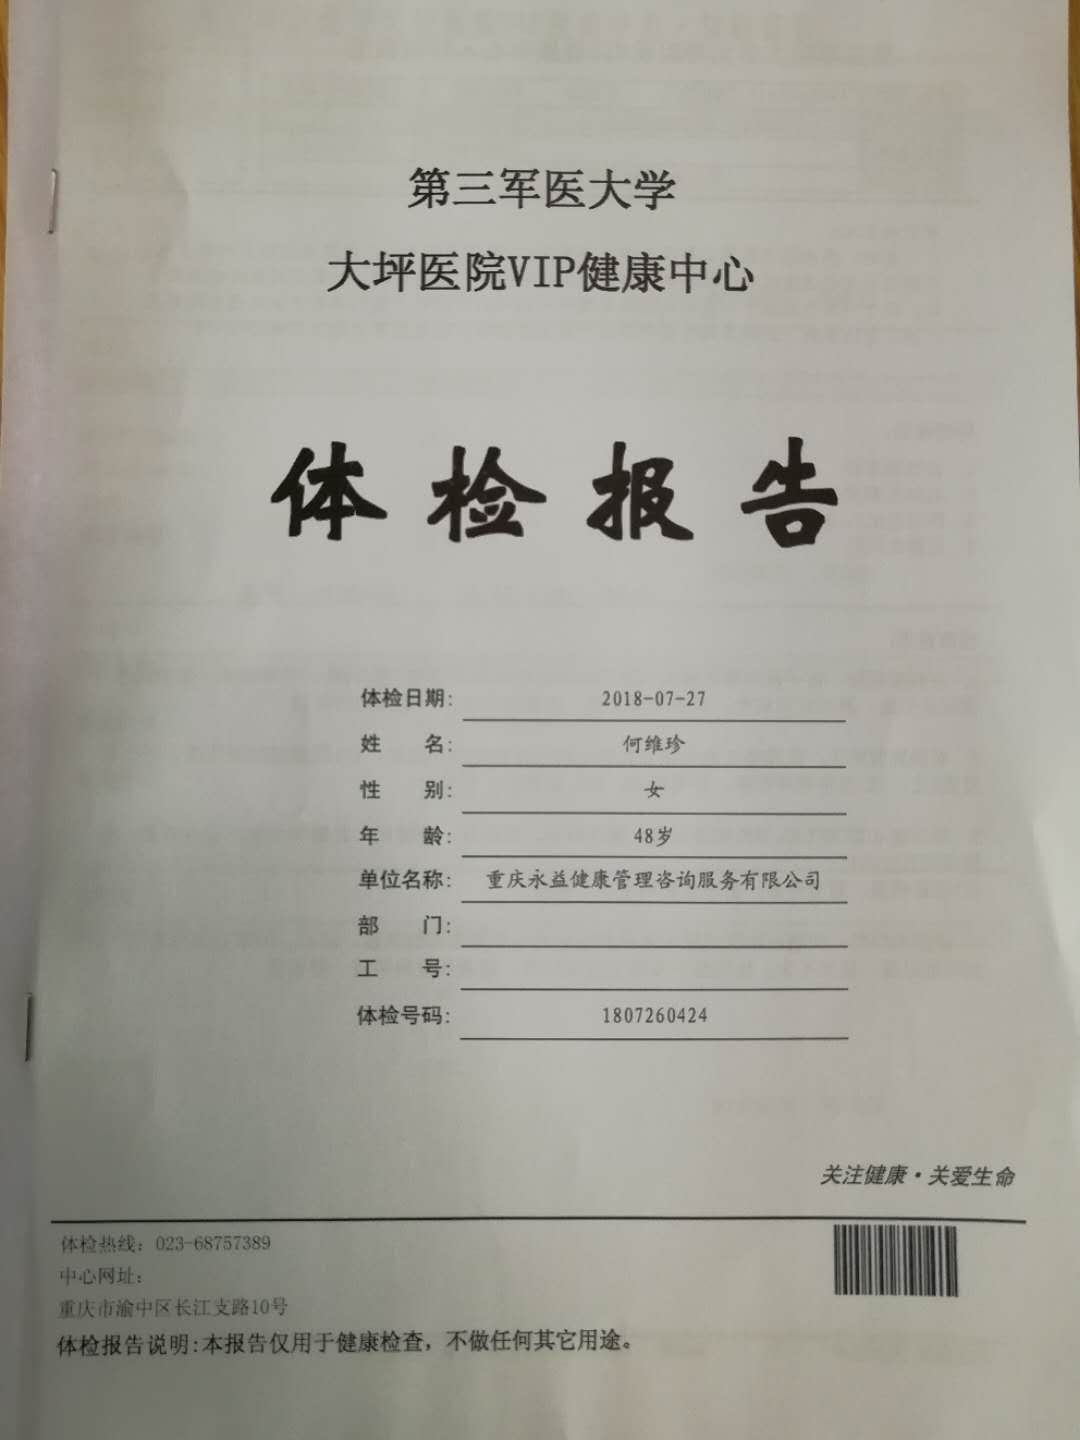 第三军医大学
大坪医院VIP健康中心
体检报告
体检日期: 2018-07-27
姓 名: 何维珍
性 别: 女
年 龄: 48岁
单位名称: 重庆永益健康管理咨询服务有限公司
部 门:
工 号:
体检号码: 1807260424
关注健康·关爱生命
体检热线: 023-68757389
中心网址:
重庆市渝中区长江支路10号
体检报告说明:本报告仅用于健康检查，不做任何其它用途。